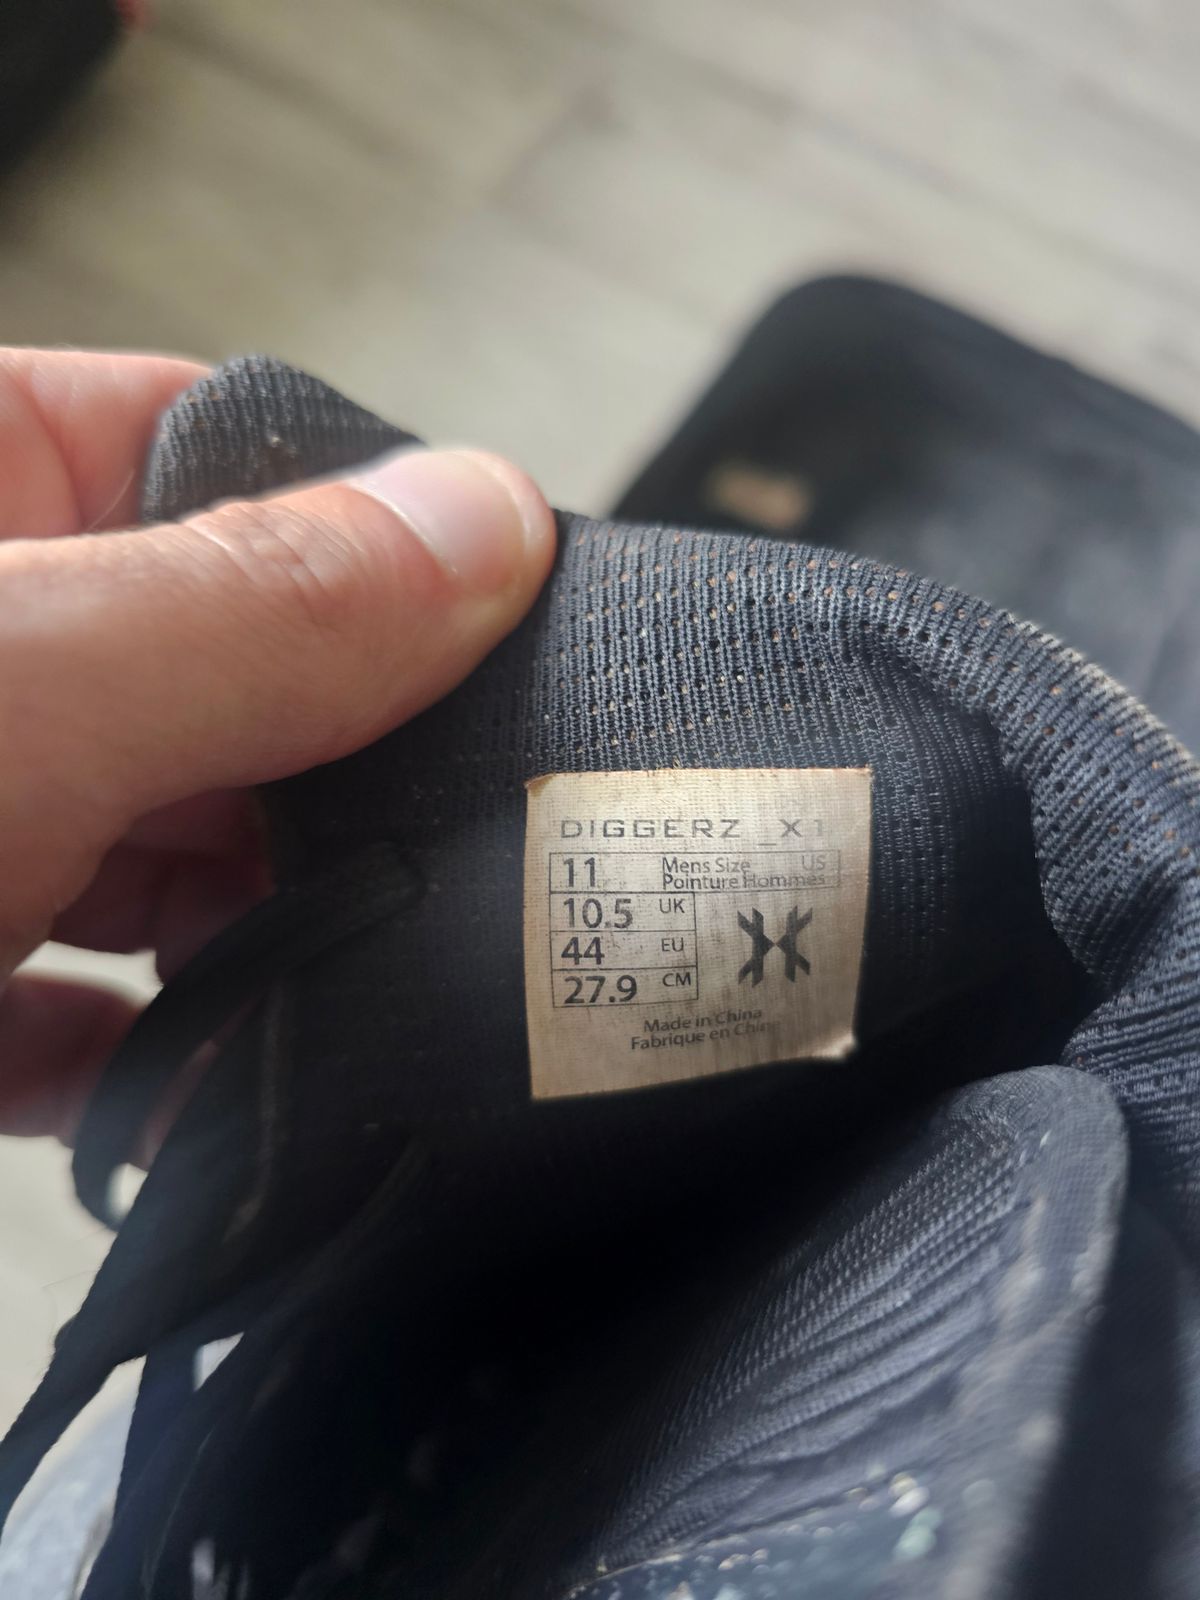 DIGGERZ_X1
11 Mens Size US
Pointure Hommes
10.5 UK
44 EU
27.9 CM
Made in China
Fabrique en Chine